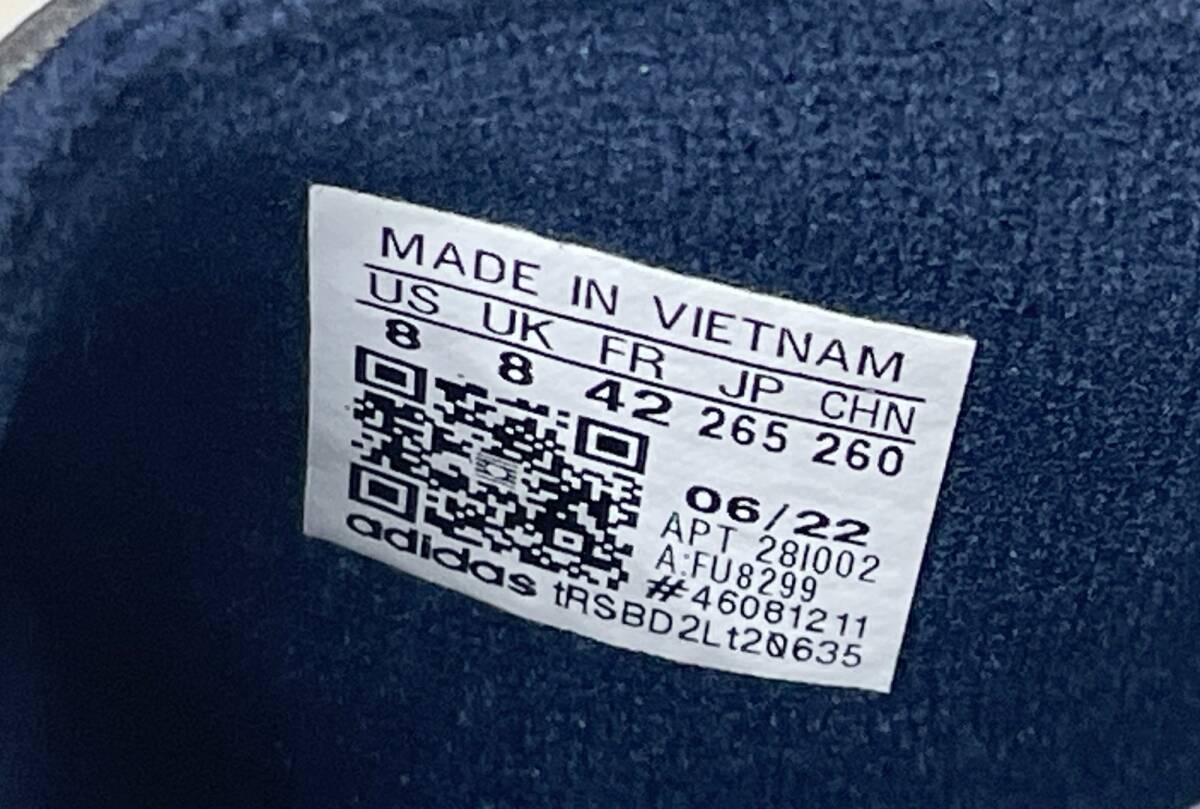 MADE IN VIETNAM
US UK FR JP CHN
8 8 42 265 260
06/22
APT 28I002
A:FU8299
#46081211
adidas tRSBD2Lt20635